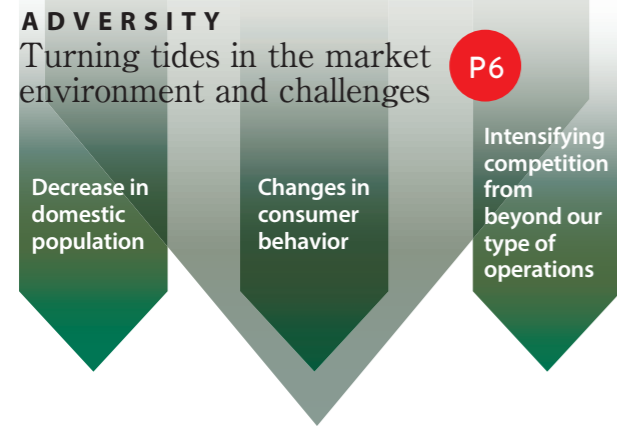 ADVERSITY
Turning tides in the market
environment and challenges
P6
Decrease in
domestic
population
Changes in
consumer
behavior
Intensifying
competition
from
beyond our
type of
operations